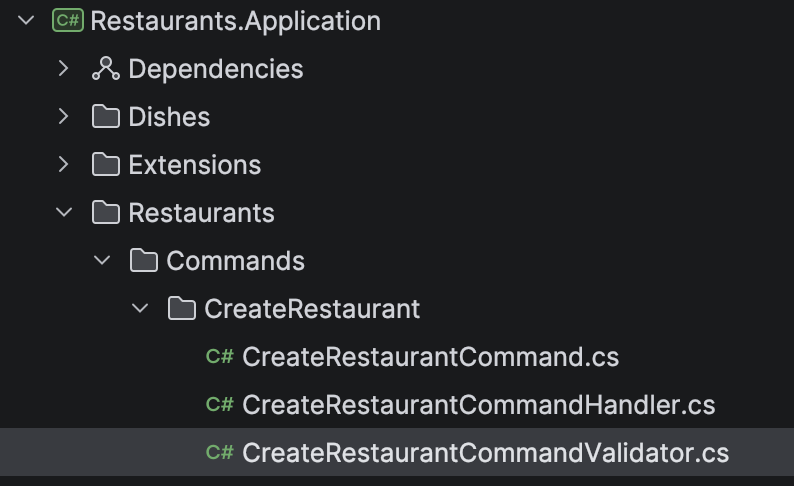 C# Restaurants.Application
Dependencies
Dishes
Extensions
Restaurants
Commands
CreateRestaurant
C# CreateRestaurantCommand.cs
C# CreateRestaurantCommandHandler.cs
C# CreateRestaurantCommandValidator.cs